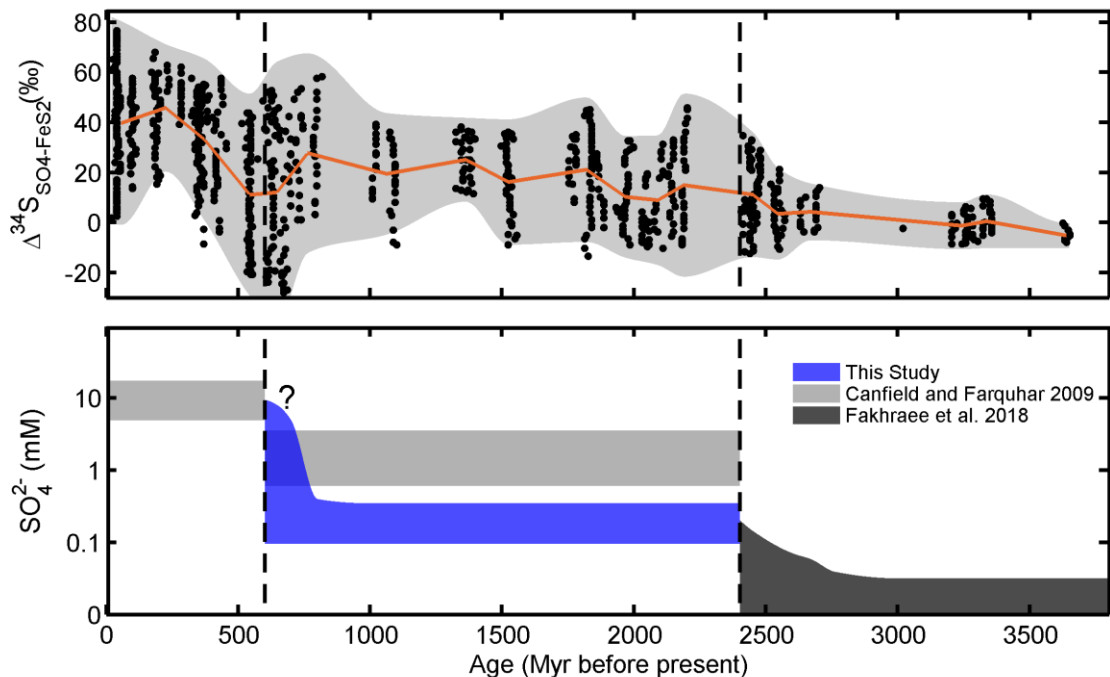 80
60
40
20
0
-20
Δ³⁴S_SO4-FeS2(‰)
10
1
0.1
0
SO₄²⁻ (mM)
?
This Study
Canfield and Farquhar 2009
Fakhraee et al. 2018
0 500 1000 1500 2000 2500 3000 3500
Age (Myr before present)